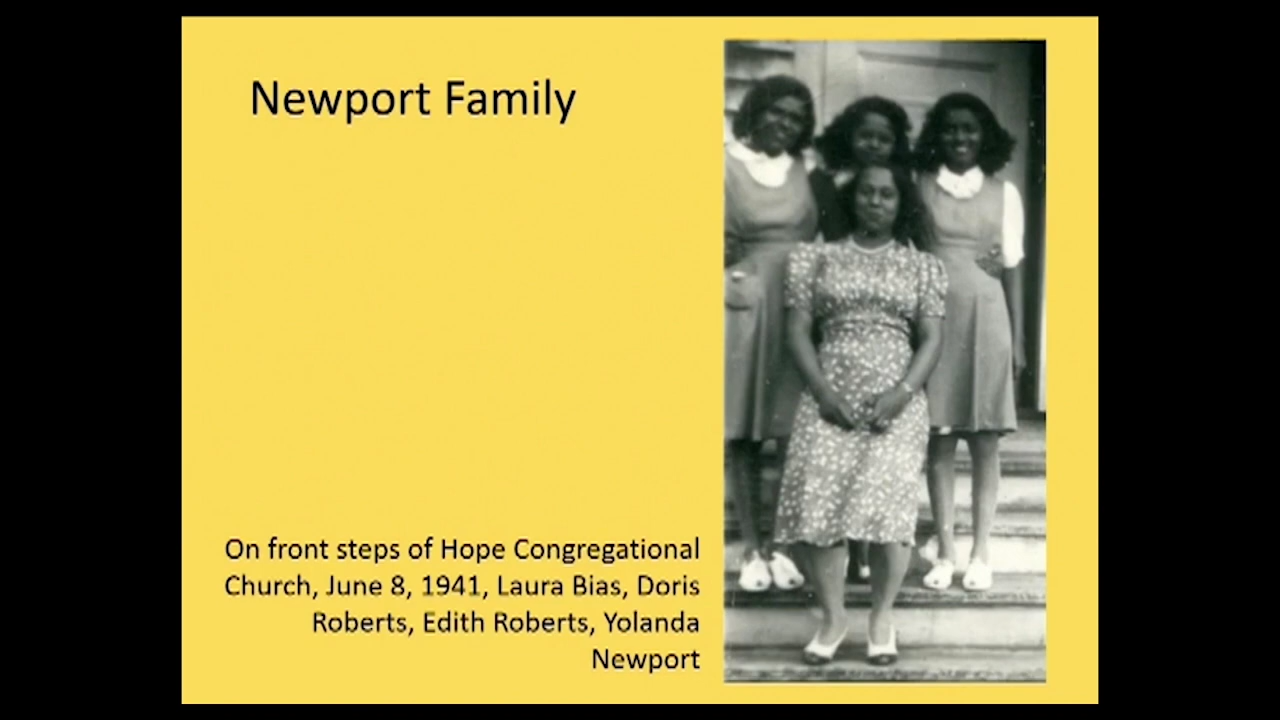 Newport Family
On front steps of Hope Congregational
Church, June 8, 1941, Laura Bias, Doris
Roberts, Edith Roberts, Yolanda
Newport